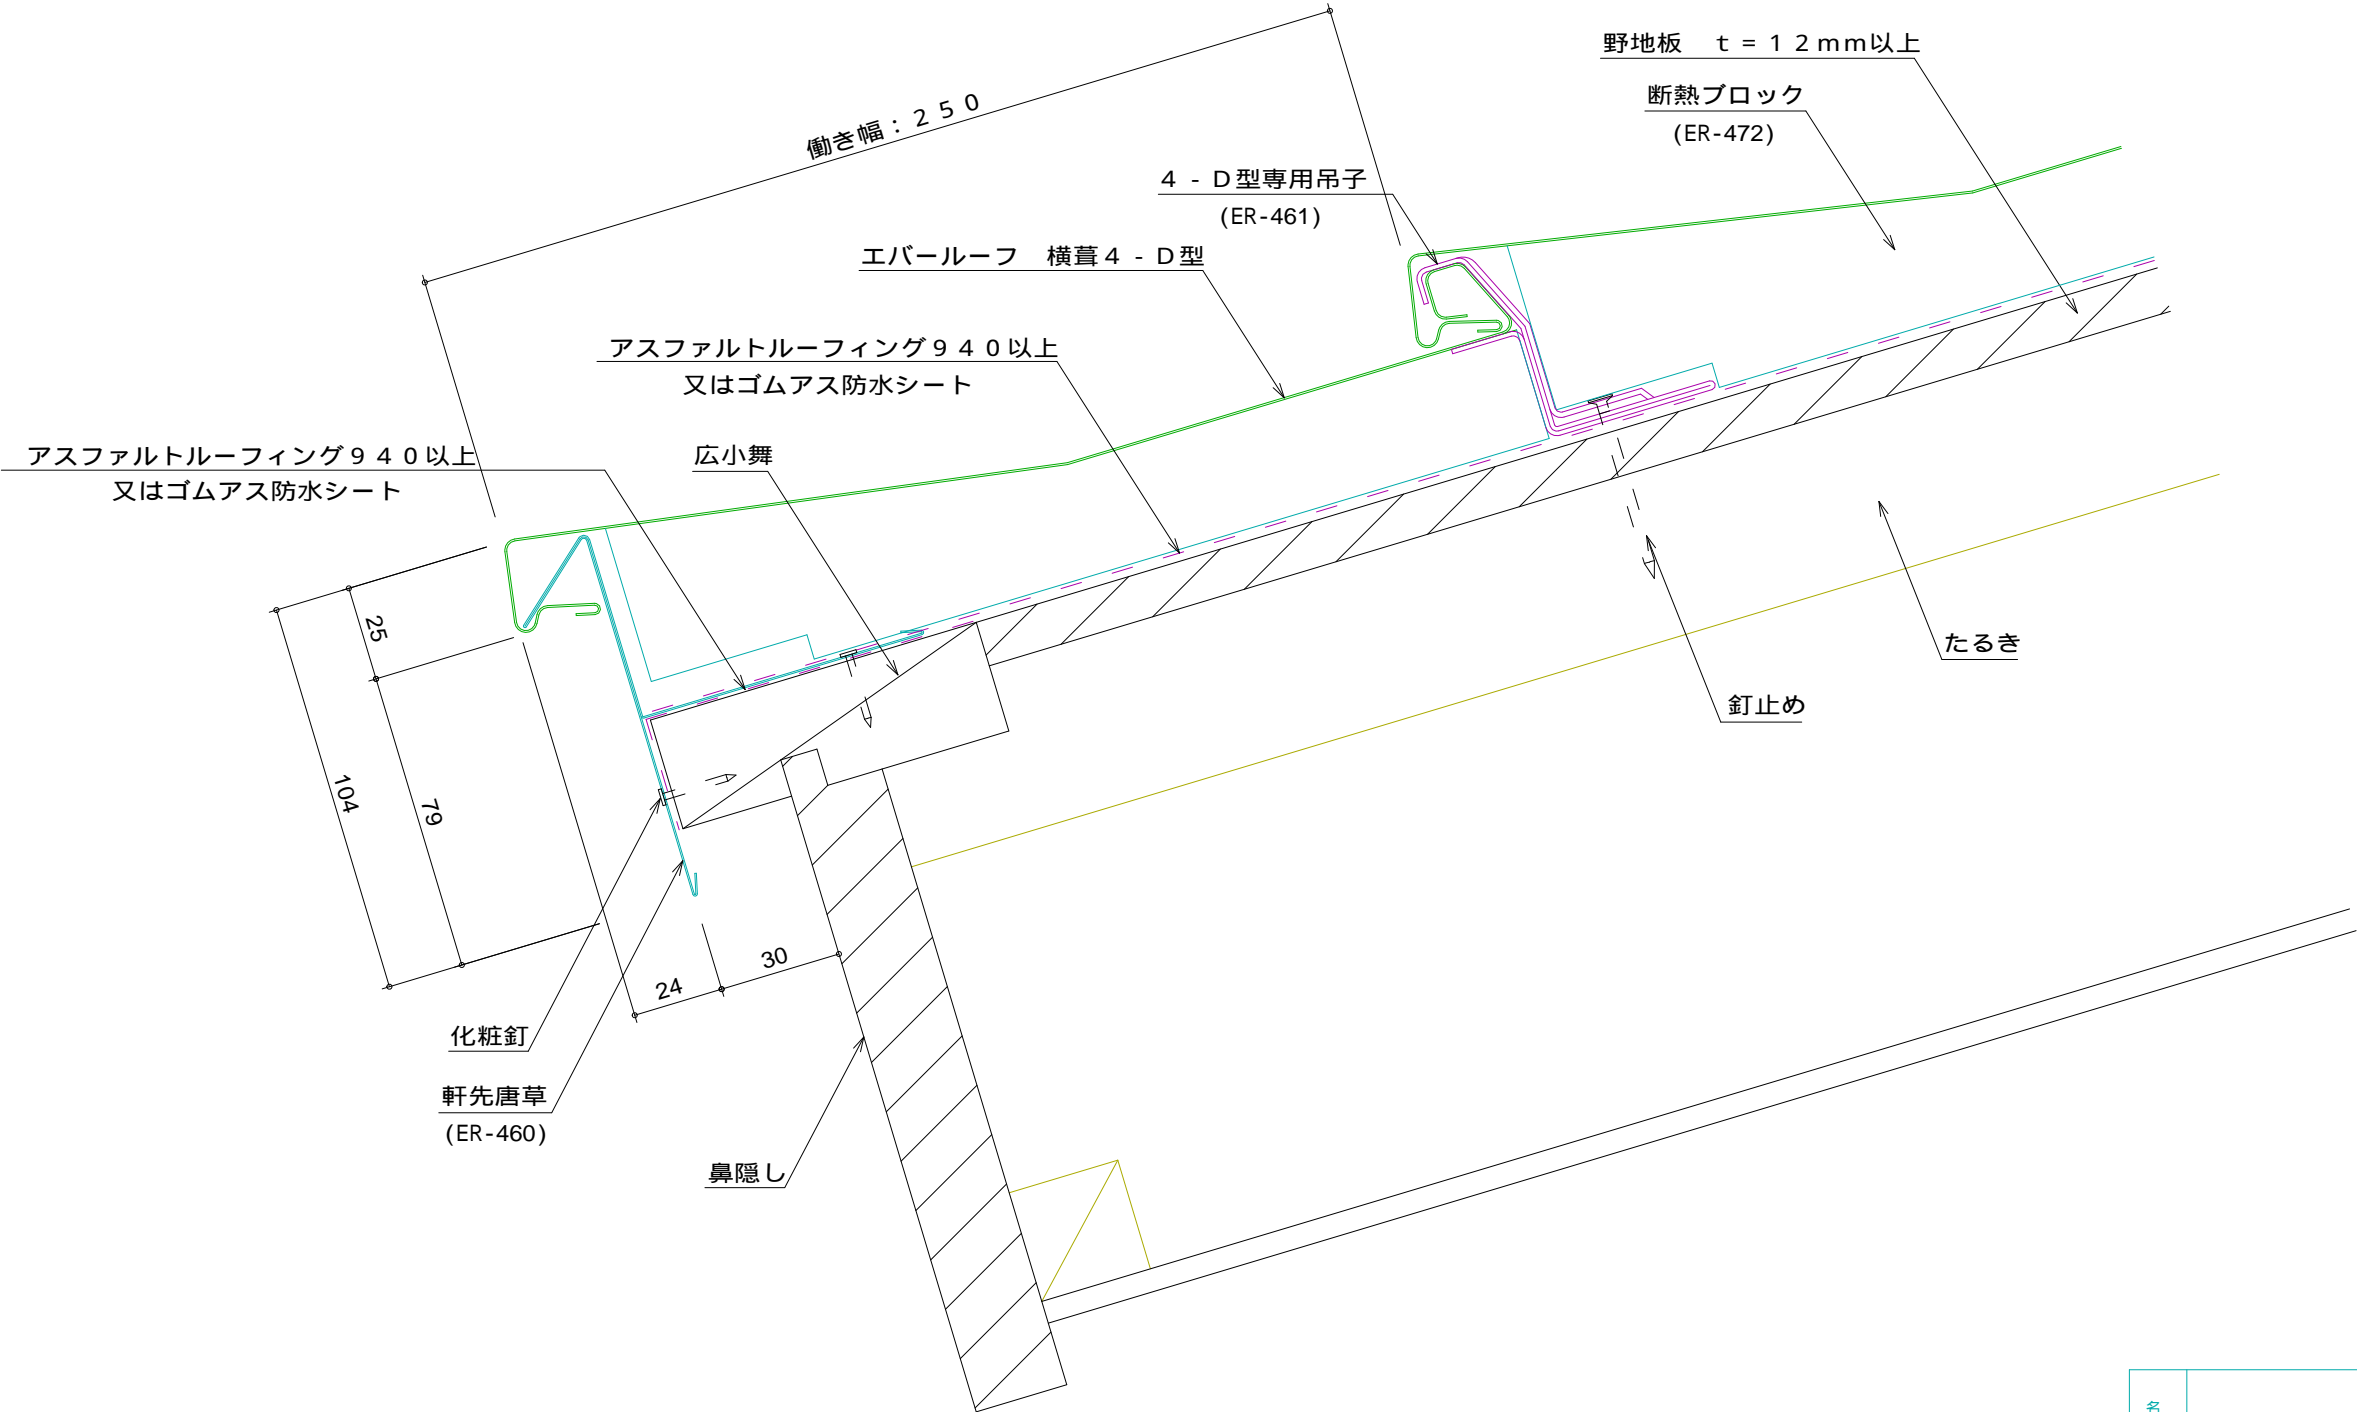 野地板　ｔ＝１２mm以上
断熱ブロック
(ER-472)
働き幅：２５０
４‐Ｄ型専用吊子
(ER-461)
エバールーフ　横葺４‐Ｄ型
アスファルトルーフィング９４０以上
又はゴムアス防水シート
アスファルトルーフィング９４０以上
又はゴムアス防水シート
広小舞
25
104
79
たるき
釘止め
24
30
化粧釘
軒先唐草
(ER-460)
鼻隠し
名